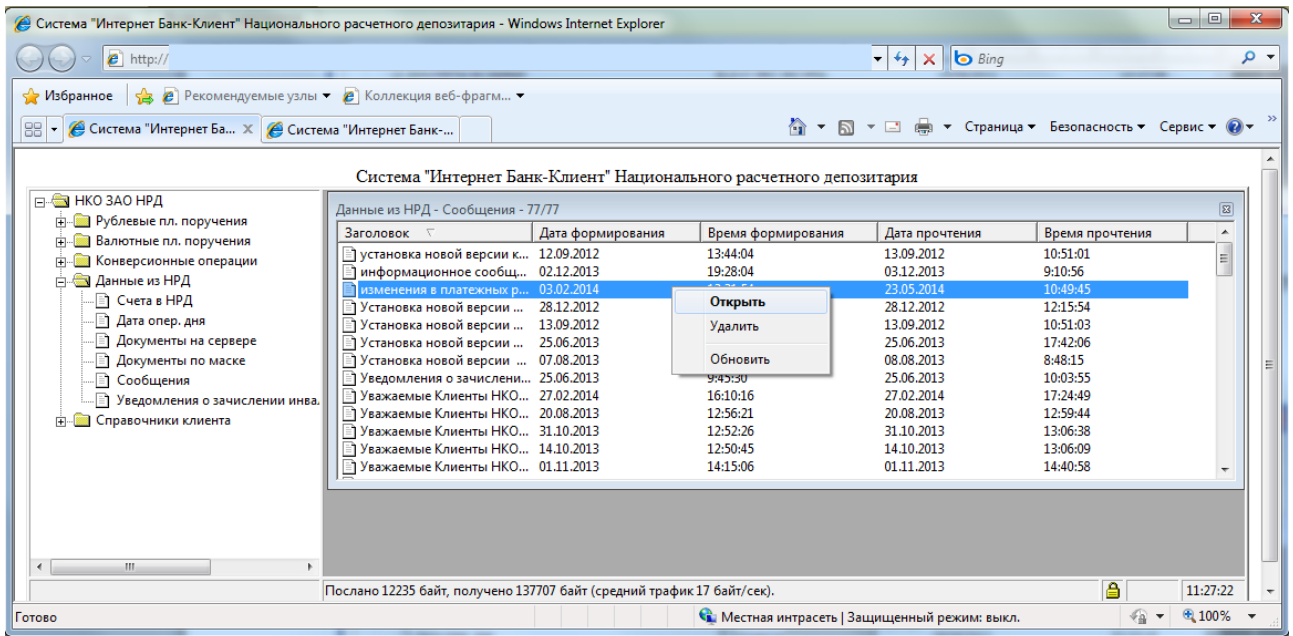 Система "Интернет Банк-Клиент" Национального расчетного депозитария - Windows Internet Explorer
http://
Bing
Избранное Рекомендуемые узлы Коллекция веб-фрагм...
Система "Интернет Ба... Система "Интернет Банк-... Страница Безопасность Сервис
Система "Интернет Банк-Клиент" Национального расчетного депозитария
НКО ЗАО НРД
Рублевые пл. поручения
Валютные пл. поручения
Конверсионные операции
Данные из НРД
Счета в НРД
Дата опер. дня
Документы на сервере
Документы по маске
Сообщения
Уведомления о зачислении инва.
Справочники клиента
Данные из НРД - Сообщения - 77/77
Заголовок Дата формирования Время формирования Дата прочтения Время прочтения
установка новой версии к... 12.09.2012 13:44:04 13.09.2012 10:51:01
информационное сообщ... 02.12.2013 19:28:04 03.12.2013 9:10:56
изменения в платежных р... 03.02.2014 23.05.2014 10:49:45
Установка новой версии ... 28.12.2012 28.12.2012 12:15:54
Установка новой версии ... 13.09.2012 13.09.2012 10:51:03
Установка новой версии ... 25.06.2013 25.06.2013 17:42:06
Установка новой версии ... 07.08.2013 08.08.2013 8:48:15
Уведомления о зачислени... 25.06.2013 9:45:30 25.06.2013 10:03:55
Уважаемые Клиенты НКО... 27.02.2014 16:10:16 27.02.2014 17:24:49
Уважаемые Клиенты НКО... 20.08.2013 12:56:21 20.08.2013 12:59:44
Уважаемые Клиенты НКО... 31.10.2013 12:52:26 31.10.2013 13:06:38
Уважаемые Клиенты НКО... 14.10.2013 12:50:45 14.10.2013 13:06:09
Уважаемые Клиенты НКО... 01.11.2013 14:15:06 01.11.2013 14:40:58
Открыть
Удалить
Обновить
Послано 12235 байт, получено 137707 байт (средний трафик 17 байт/сек). 11:27:22
Готово Местная интрасеть | Защищенный режим: выкл. 100%